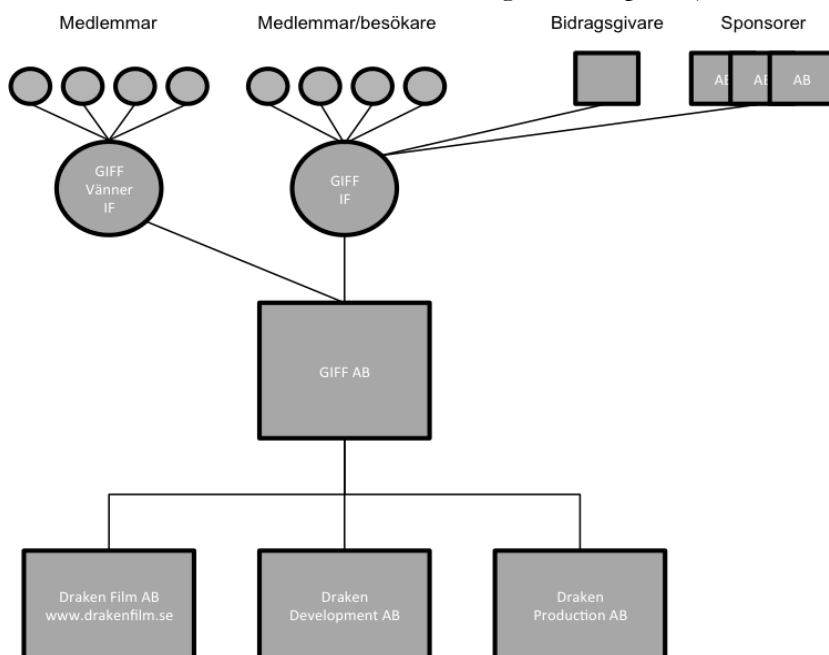 Medlemmar
Medlemmar/besökare
Bidragsgivare
Sponsorer
AB
AB
GIFF
Vänner
IF
GIFF
IF
GIFF AB
Draken Film AB
www.drakenfilm.se
Draken
Development AB
Draken
Production AB